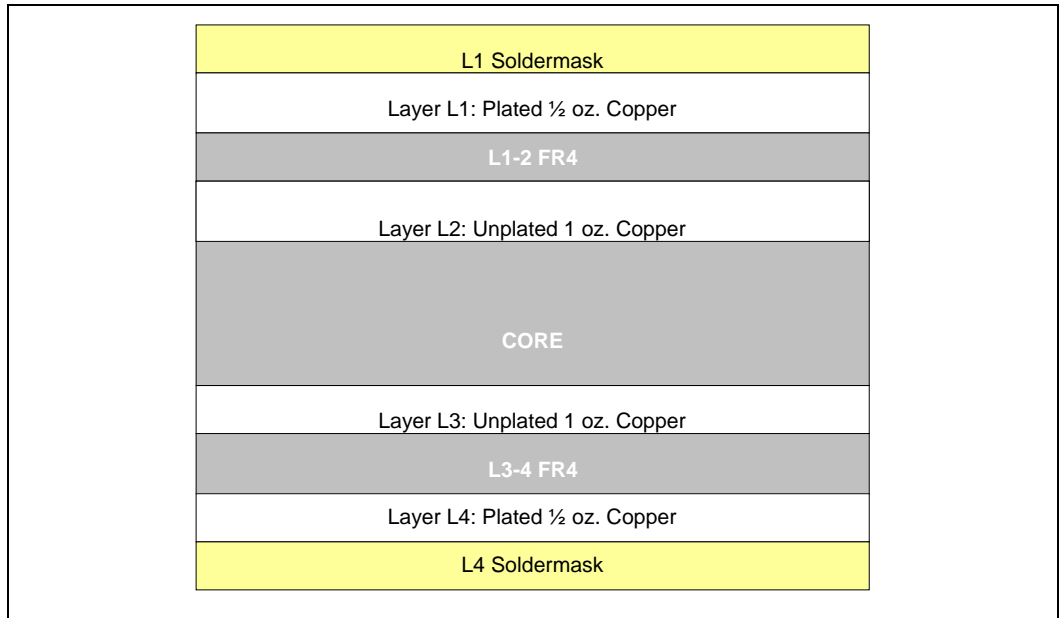 L1 Soldermask
Layer L1: Plated ½ oz. Copper
L1-2 FR4
Layer L2: Unplated 1 oz. Copper
CORE
Layer L3: Unplated 1 oz. Copper
L3-4 FR4
Layer L4: Plated ½ oz. Copper
L4 Soldermask